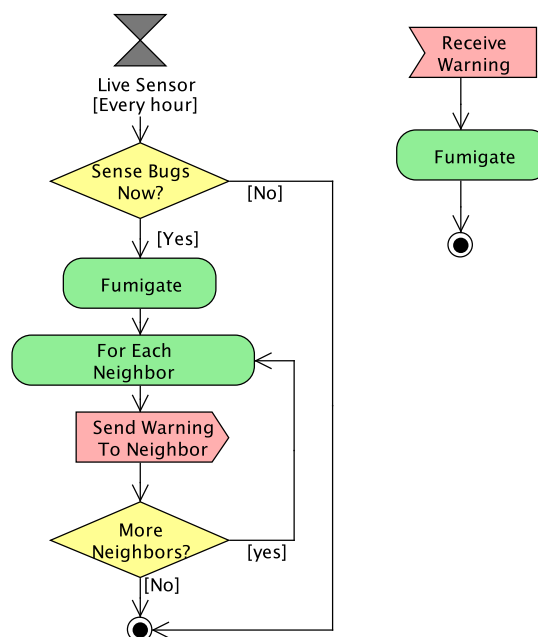 Live Sensor
[Every hour]
Sense Bugs
Now?
[No]
[Yes]
Fumigate
For Each
Neighbor
Send Warning
To Neighbor
More
Neighbors?
[yes]
[No]
Receive
Warning
Fumigate